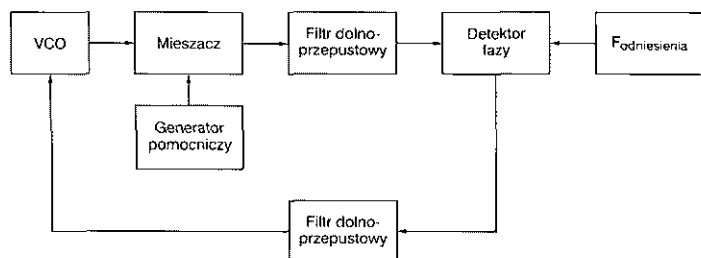 VCO
Mieszacz
Filtr dolno-
przepustowy
Detektor
fazy
Fodniesienia
Generator
pomocniczy
Filtr dolno-
przepustowy